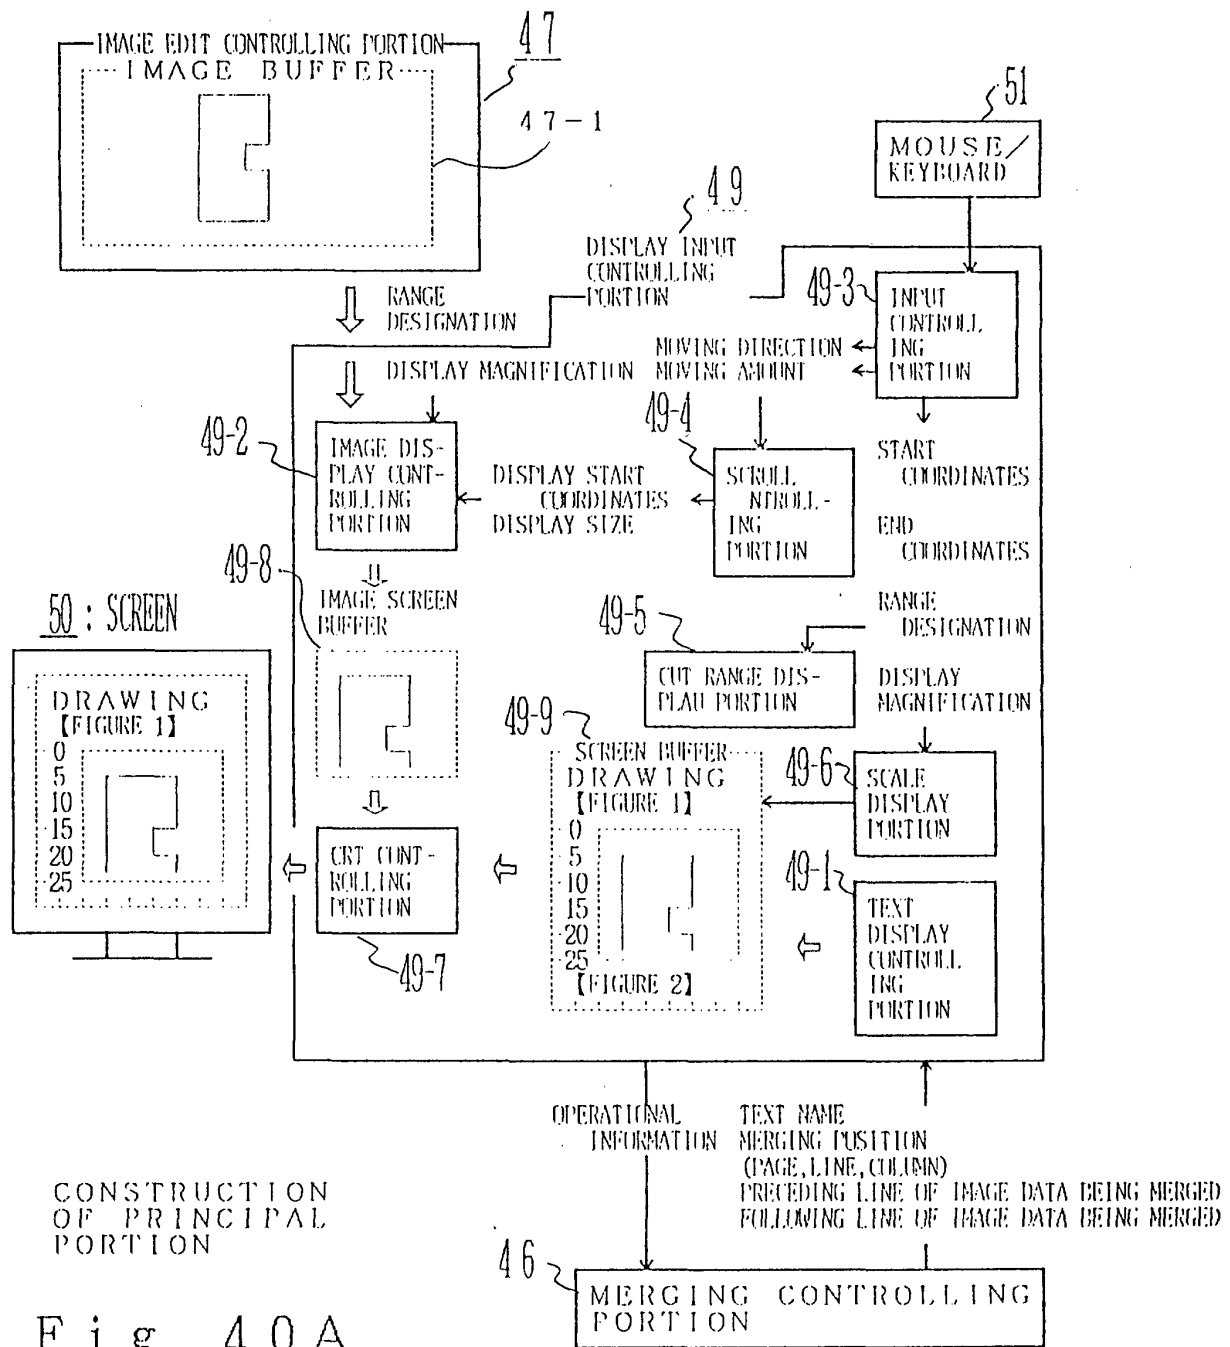 IMAGE EDIT CONTROLLING PORTION
IMAGE BUFFER
47
47-1
51
MOUSE/
KEYBOARD
49
DISPLAY INPUT
CONTROLLING
PORTION
RANGE
DESIGNATION
49-3
INPUT
CONTROLL
ING
PORTION
MOVING DIRECTION
MOVING AMOUNT
DISPLAY MAGNIFICATION
49-2
IMAGE DIS-
PLAY CONT-
ROLLING
PORTION
DISPLAY START
COORDINATES
DISPLAY SIZE
49-4
SCROLL
NTROLL-
ING
PORTION
START
COORDINATES
END
COORDINATES
49-8
IMAGE SCREEN
BUFFER
RANGE
DESIGNATION
49-5
CUT RANGE DIS-
PLAU PORTION
DISPLAY
MAGNIFICATION
50 : SCREEN
DRAWING
【FIGURE 1】
0
5
10
15
20
25
49-9
SCREEN BUFFER
DRAWING
【FIGURE 1】
0
5
10
15
20
25
【FIGURE 2】
49-6
SCALE
DISPLAY
PORTION
CRT CONT-
ROLLING
PORTION
49-7
49-1
TEXT
DISPLAY
CONTROLL
ING
PORTION
OPERATIONAL
INFORMATION
TEXT NAME
MERGING POSITION
(PAGE,LINE,COLUMN)
PRECEDING LINE OF IMAGE DATA BEING MERGED
FOLLOWING LINE OF IMAGE DATA BEING MERGED
CONSTRUCTION
OF PRINCIPAL
PORTION
46
MERGING CONTROLLING
PORTION
Fig. 40A